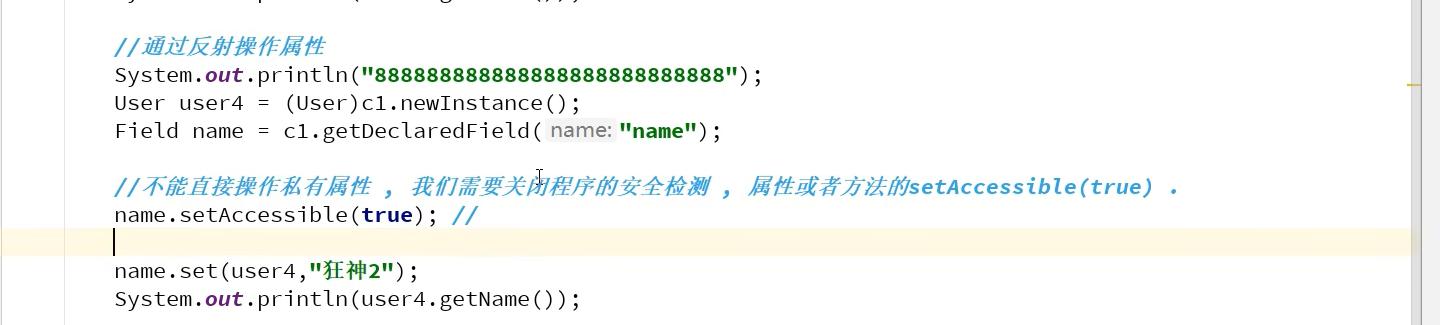 //通过反射操作属性
System.out.println("888888888888888888888888888");
User user4 = (User)c1.newInstance();
Field name = c1.getDeclaredField( name: "name");
//不能直接操作私有属性 , 我们需要关闭程序的安全检测 , 属性或者方法的setAccessible(true) .
name.setAccessible(true); //
name.set(user4,"狂神2");
System.out.println(user4.getName());